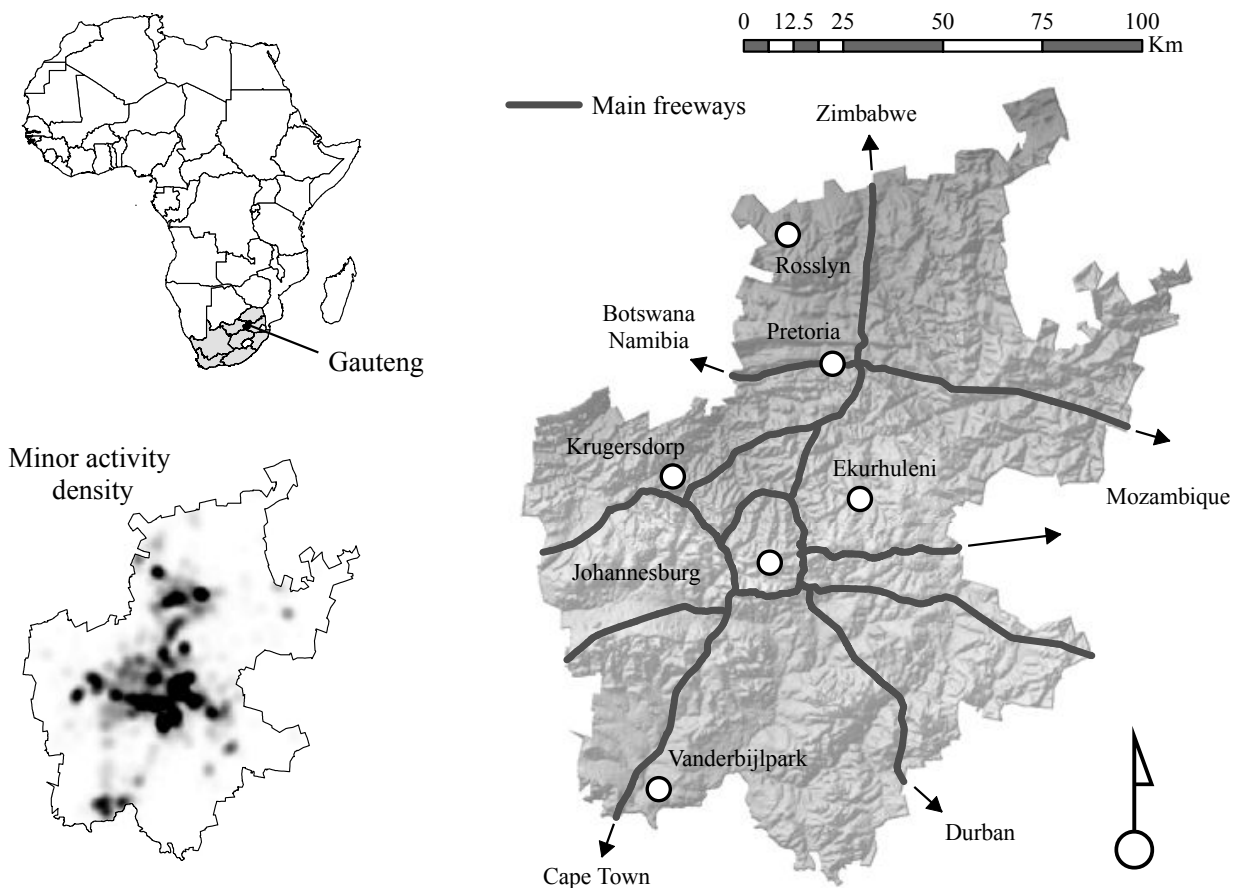 0 12.5 25 50 75 100
Km
Main freeways
Zimbabwe
Rosslyn
Botswana
Namibia
Pretoria
Gauteng
Krugersdorp
Ekurhuleni
Mozambique
Minor activity
density
Johannesburg
Vanderbijlpark
Durban
Cape Town